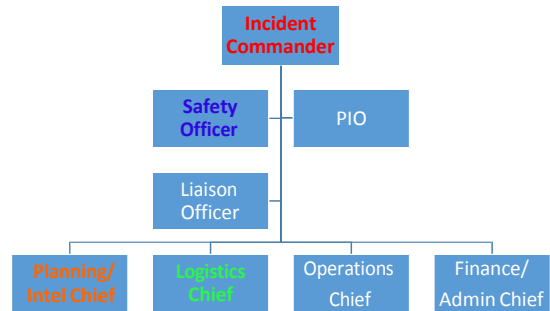 Incident
Commander
Safety
Officer
PIO
Liaison
Officer
Planning/
Intel Chief
Logistics
Chief
Operations
Chief
Finance/
Admin Chief